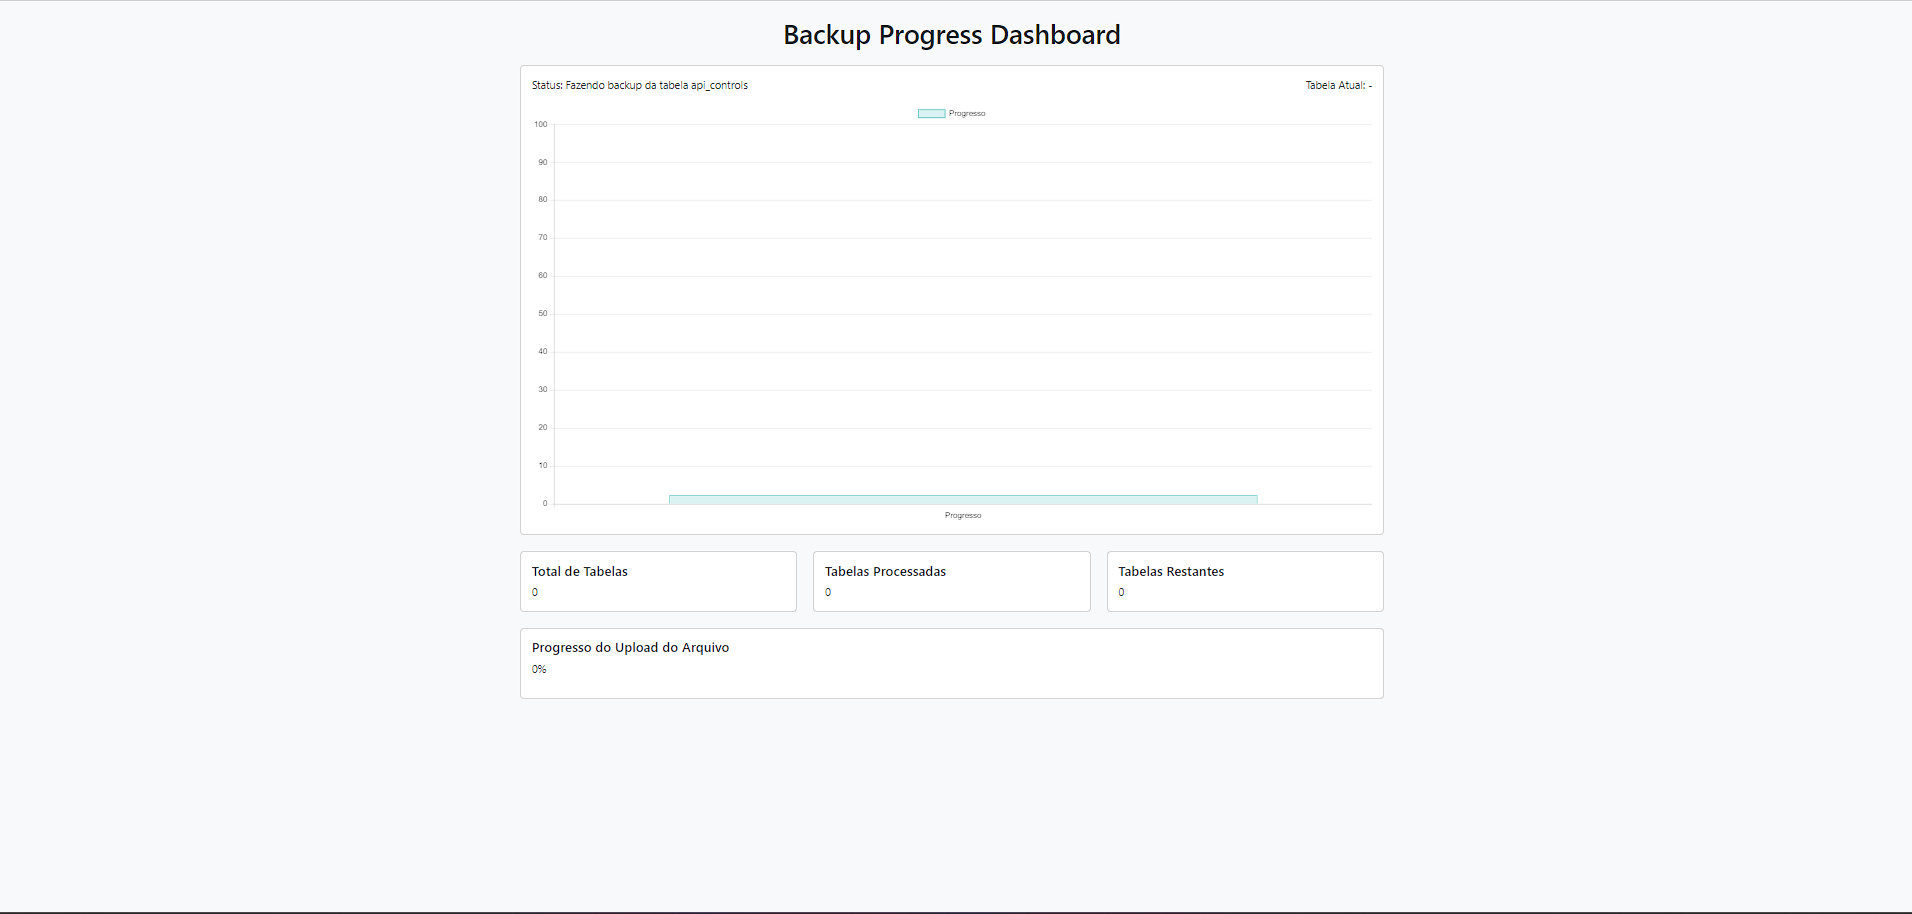 Backup Progress Dashboard
Status: Fazendo backup da tabela api_controls
Tabela Atual: -
Progresso
100
90
80
70
60
50
40
30
20
10
0
Progresso
Total de Tabelas
0
Tabelas Processadas
0
Tabelas Restantes
0
Progresso do Upload do Arquivo
0%